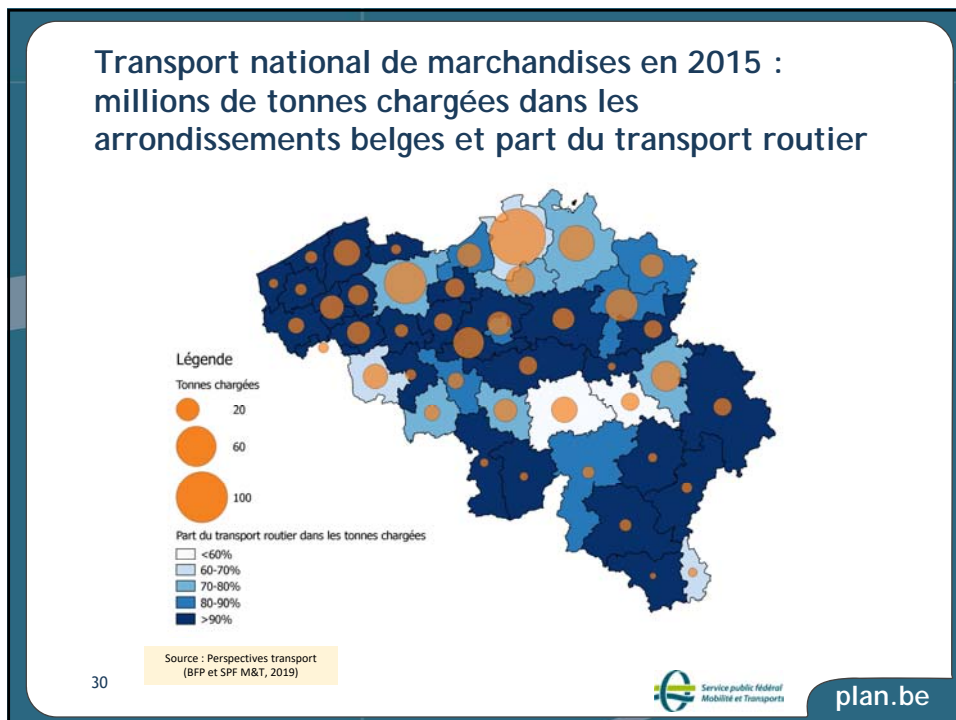 Transport national de marchandises en 2015 :
millions de tonnes chargées dans les
arrondissements belges et part du transport routier
Légende
Tonnes chargées
20
60
100
Part du transport routier dans les tonnes chargées
<60%
60-70%
70-80%
80-90%
>90%
Source : Perspectives transport
(BFP et SPF M&T, 2019)
30
Service public fédéral
Mobilité et Transports
plan.be